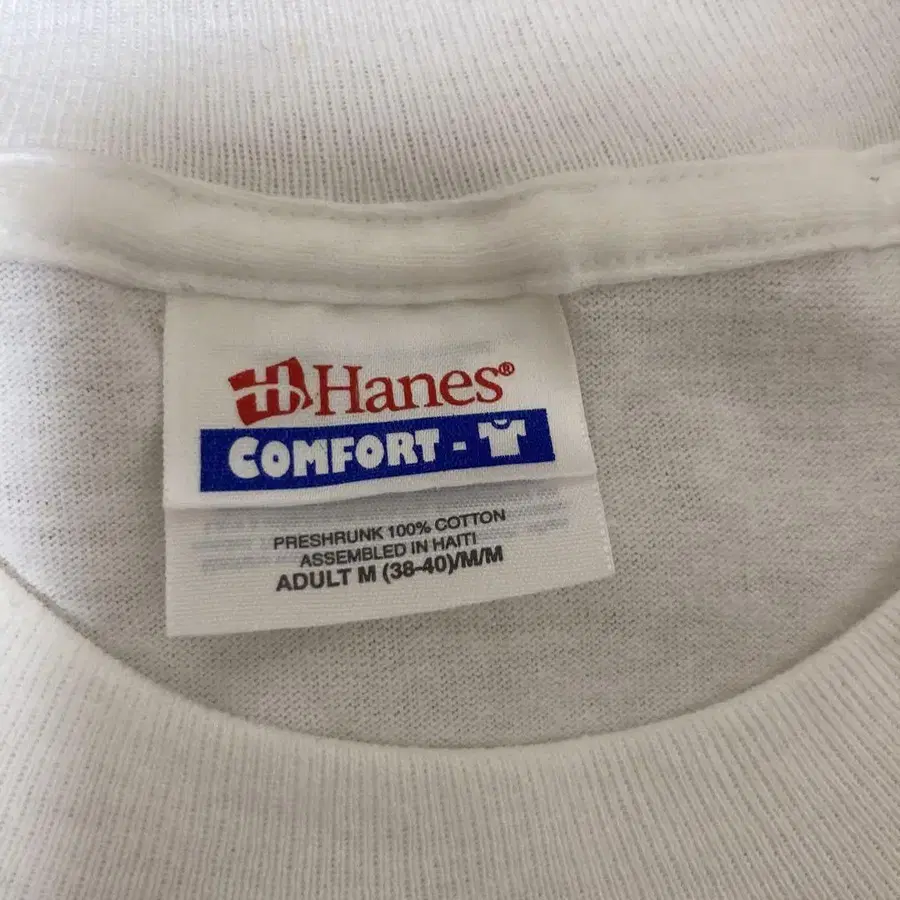 Hanes®
COMFORT -
PRESHRUNK 100% COTTON
ASSEMBLED IN HAITI
ADULT M (38-40)/M/M